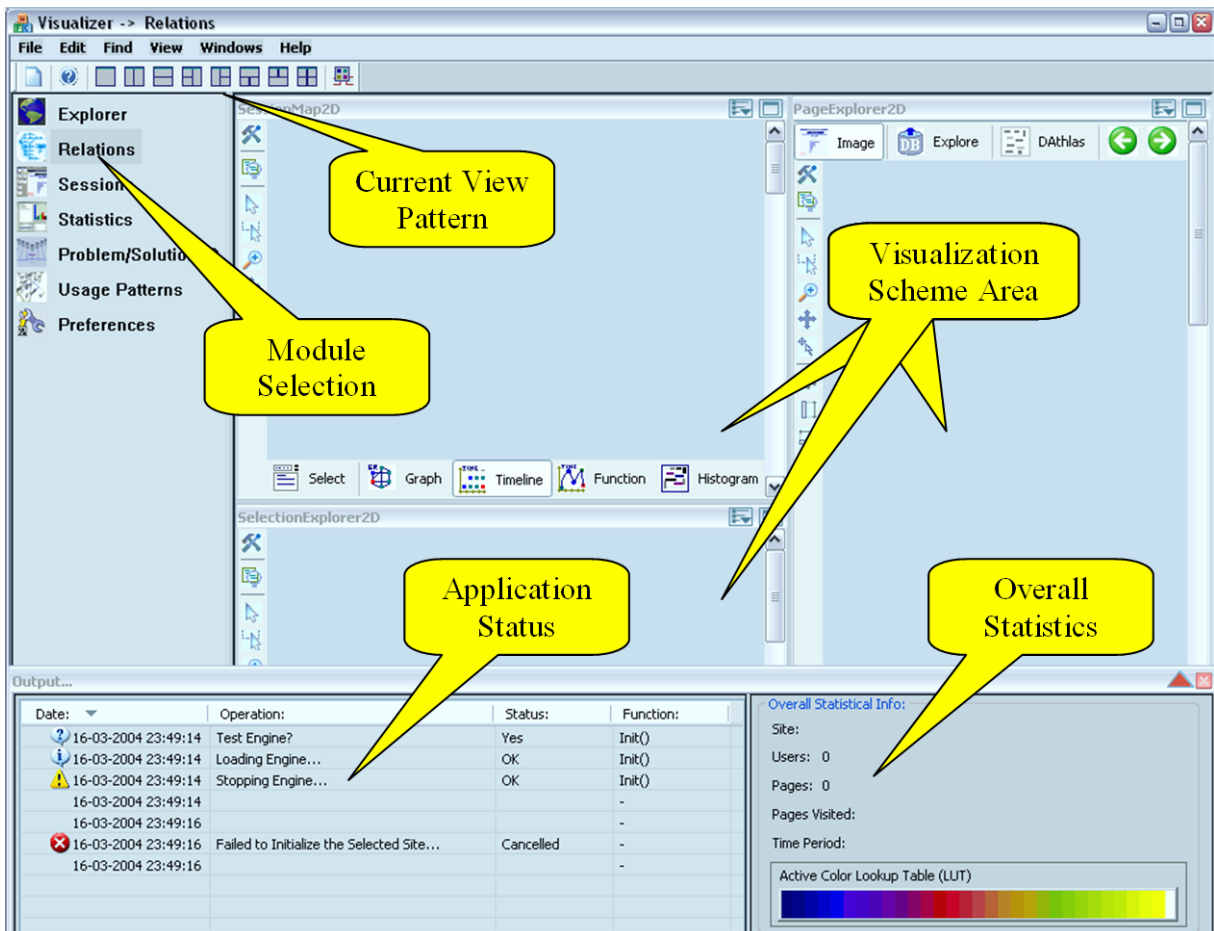 Visualizer -> Relations
File Edit Find View Windows Help
Explorer
Relations
Session
Statistics
Problem/Solutio
Usage Patterns
Preferences
SessionMap2D
Current View
Pattern
Module
Selection
Select Graph Timeline Function Histogram
SelectionExplorer2D
PageExplorer2D
Image Explore DAthlas
Visualization
Scheme Area
Application
Status
Overall
Statistics
Output...
Date: Operation: Status: Function:
16-03-2004 23:49:14 Test Engine? Yes Init()
16-03-2004 23:49:14 Loading Engine... OK Init()
16-03-2004 23:49:14 Stopping Engine... OK Init()
16-03-2004 23:49:14 -
16-03-2004 23:49:16 -
16-03-2004 23:49:16 Failed to Initialize the Selected Site... Cancelled -
16-03-2004 23:49:16 -
Overall Statistical Info:
Site:
Users: 0
Pages: 0
Pages Visited:
Time Period:
Active Color Lookup Table (LUT)